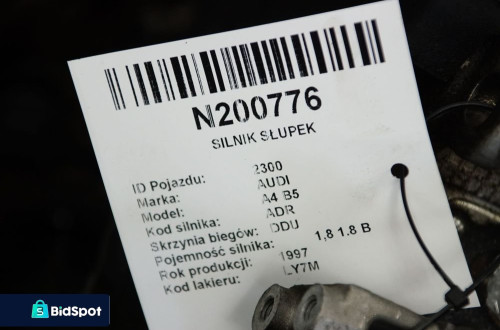 N200776
SILNIK SŁUPEK
ID Pojazdu: 2300
Marka: AUDI
Model: A4 B5
Kod silnika: ADR
Skrzynia biegów: DDU
Pojemność silnika: 1,8 1.8 B
Rok produkcji: 1997
Kod lakieru: LY7M
BidSpot